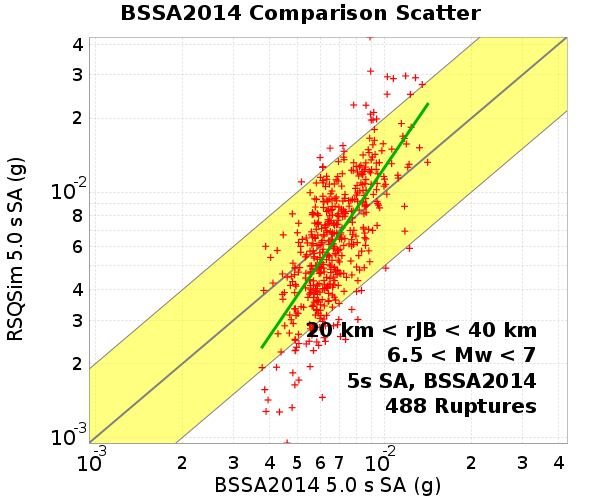 BSSA2014 Comparison Scatter
RSQSim 5.0 s SA (g)
4
3
2
10-2
8
6
4
3
2
10-3
20 km < rJB < 40 km
6.5 < Mw < 7
5s SA, BSSA2014
488 Ruptures
10-3 2 3 4 5 6 7 10-2 2 3 4
BSSA2014 5.0 s SA (g)